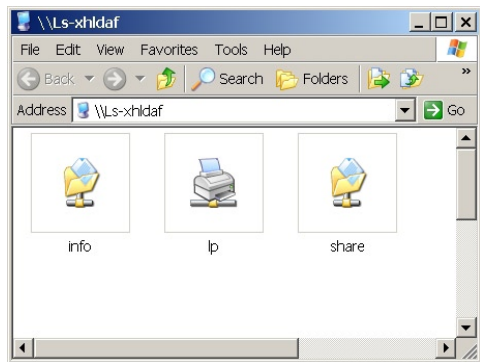 \\Ls-xhldaf
File Edit View Favorites Tools Help
Back Search Folders »
Address \\Ls-xhldaf Go
info lp share